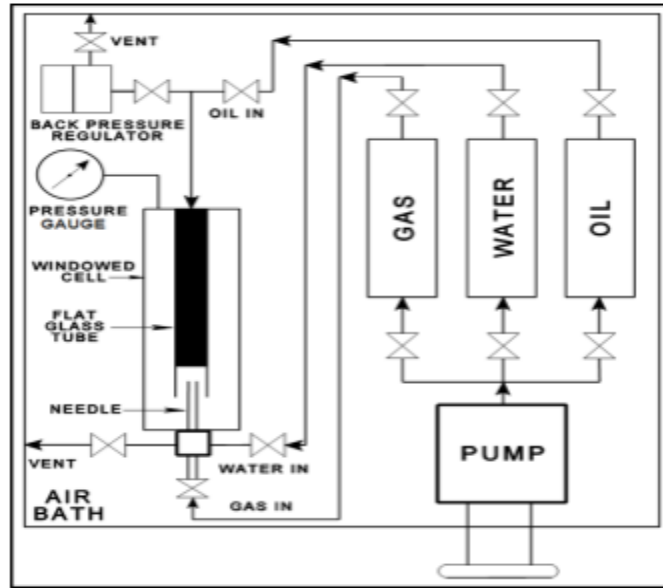 VENT
OIL IN
BACK PRESSURE
REGULATOR
PRESSURE
GAUGE
WINDOWED
CELL
FLAT
GLASS
TUBE
NEEDLE
VENT
WATER IN
GAS IN
AIR
BATH
GAS
WATER
OIL
PUMP